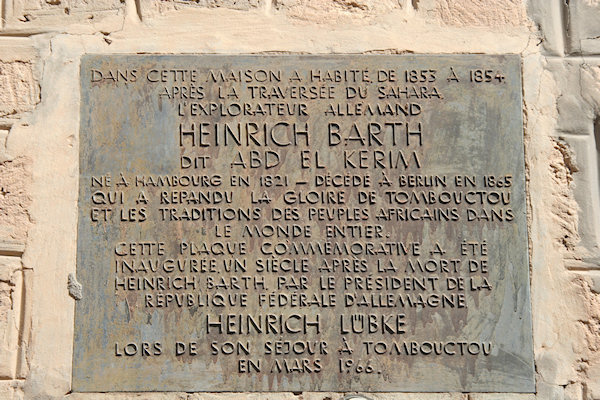 DANS CETTE MAISON A HABITÉ, DE 1853 À 1854.
APRÈS LA TRAVERSÉE DU SAHARA,
L'EXPLORATEUR ALLEMAND
HEINRICH BARTH
DIT ABD EL KERIM
NÉ À HAMBOURG EN 1821 – DÉCÉDÉ À BERLIN EN 1865
QUI A RÉPANDU LA GLOIRE DE TOMBOUCTOU
ET LES TRADITIONS DES PEUPLES AFRICAINS DANS
LE MONDE ENTIER.
CETTE PLAQUE COMMÉMORATIVE A ÉTÉ
INAUGURÉE, UN SIÈCLE APRÈS LA MORT DE
HEINRICH BARTH, PAR LE PRÉSIDENT DE LA
RÉPUBLIQUE FÉDÉRALE D'ALLEMAGNE,
HEINRICH LÜBKE
LORS DE SON SÉJOUR À TOMBOUCTOU
EN MARS 1966.